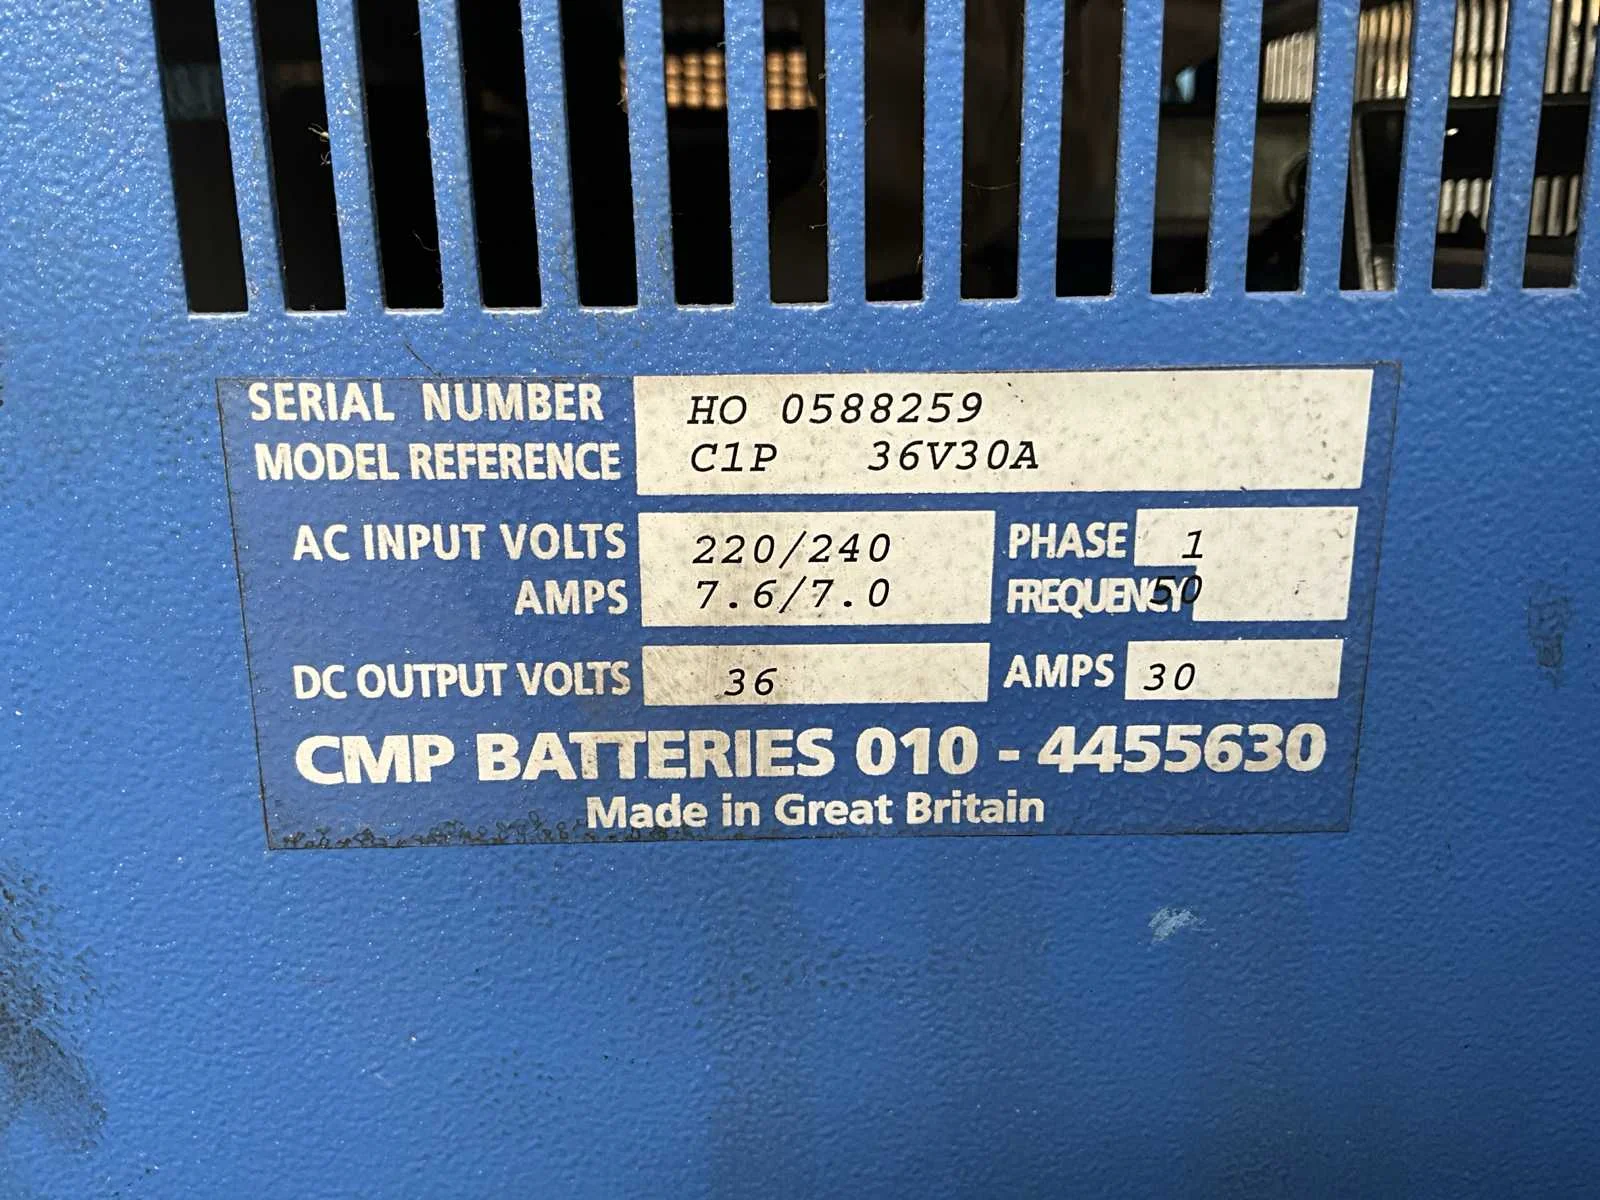 SERIAL NUMBER HO 0588259
MODEL REFERENCE C1P 36V30A
AC INPUT VOLTS 220/240 PHASE 1
AMPS 7.6/7.0 FREQUENCY 50
DC OUTPUT VOLTS 36 AMPS 30
CMP BATTERIES 010 - 4455630
Made in Great Britain